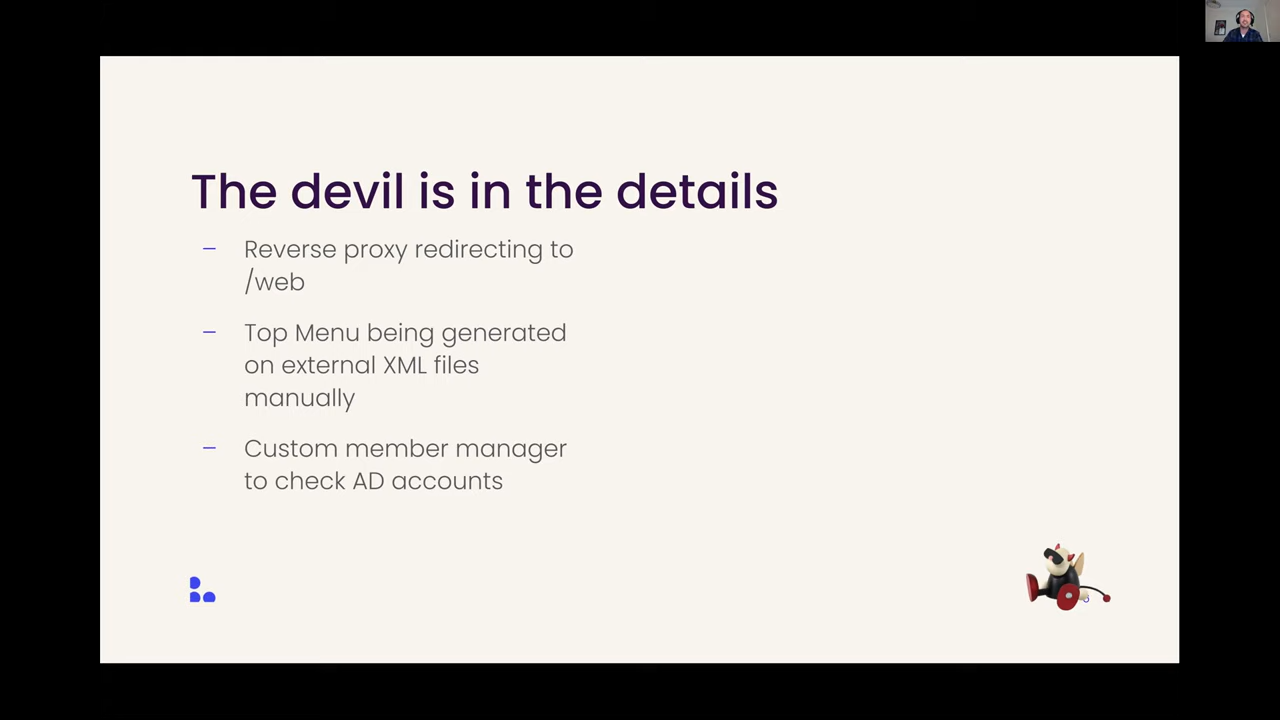 The devil is in the details
– Reverse proxy redirecting to
/web
– Top Menu being generated
on external XML files
manually
– Custom member manager
to check AD accounts